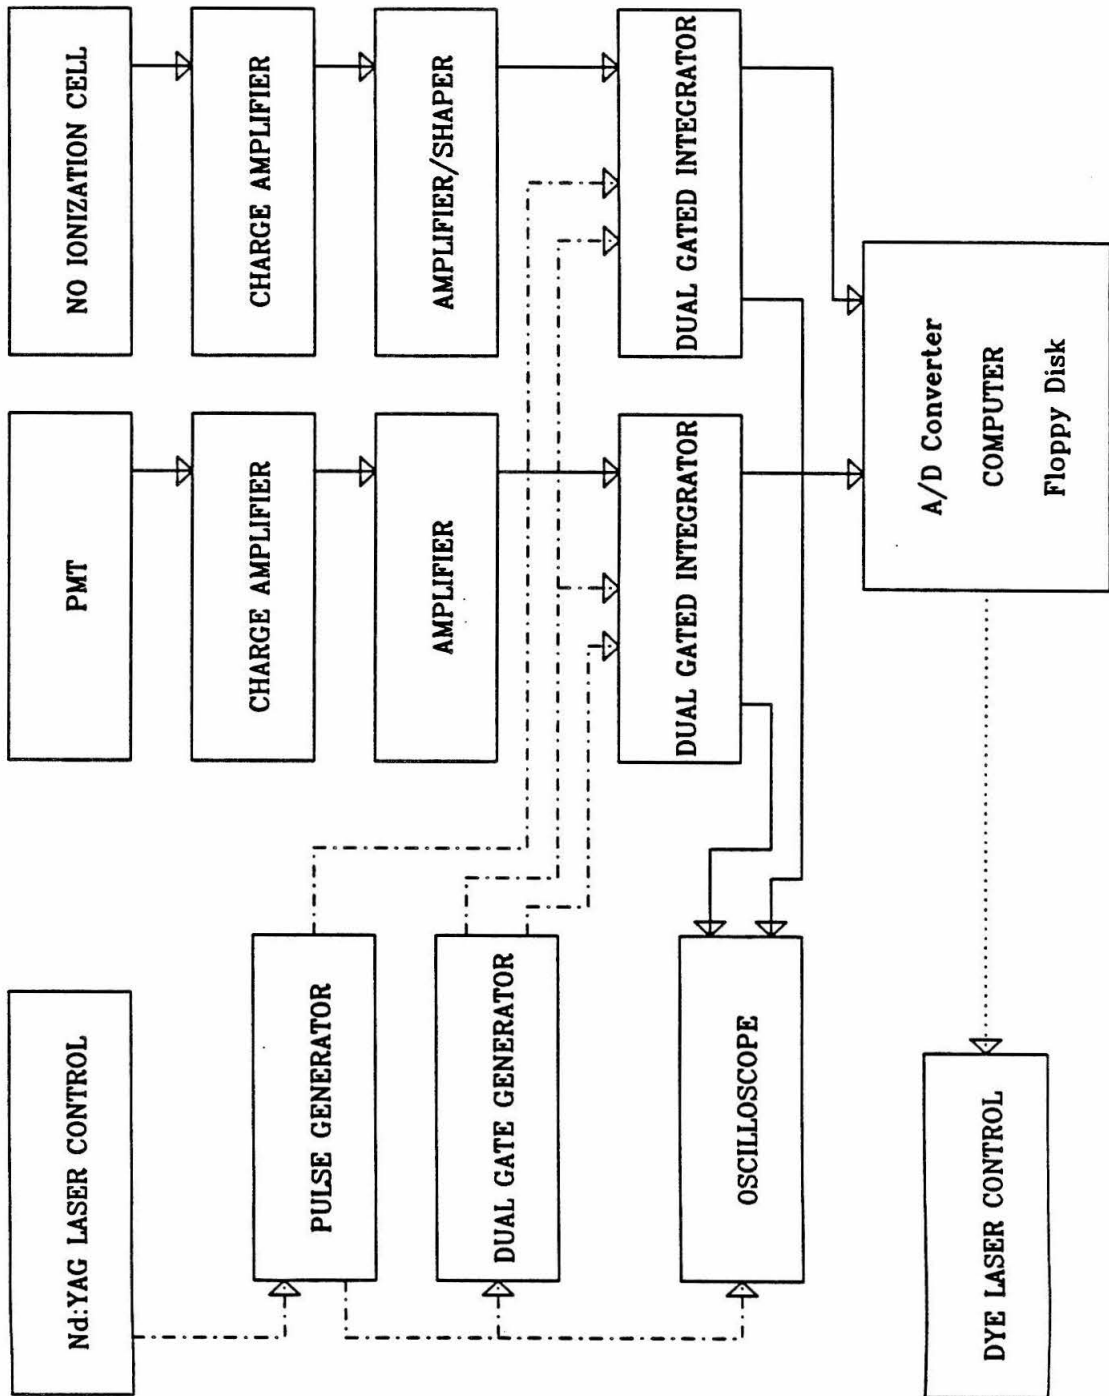 Nd:YAG LASER CONTROL
PMT
NO IONIZATION CELL
PULSE GENERATOR
CHARGE AMPLIFIER
CHARGE AMPLIFIER
DUAL GATE GENERATOR
AMPLIFIER
AMPLIFIER/SHAPER
OSCILLOSCOPE
DUAL GATED INTEGRATOR
DUAL GATED INTEGRATOR
DYE LASER CONTROL
A/D Converter
COMPUTER
Floppy Disk